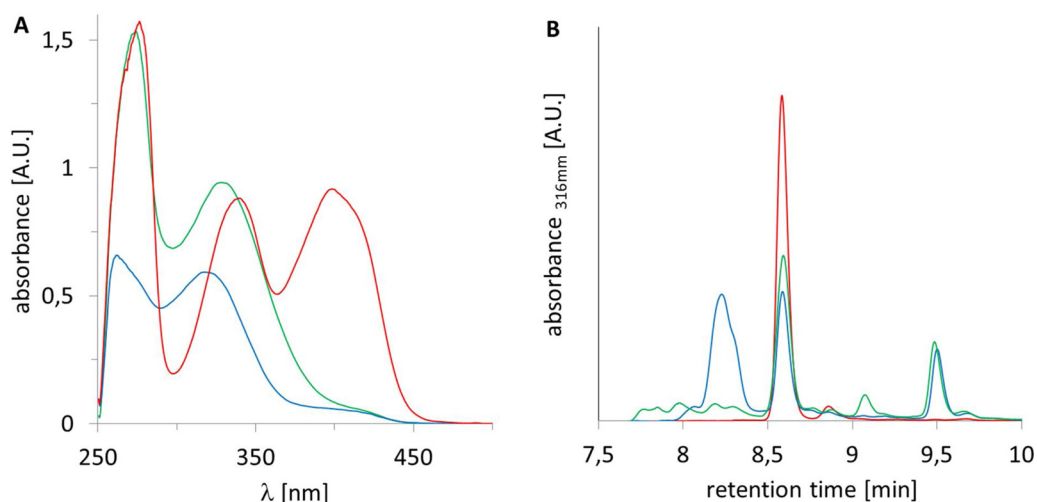 A
1,5
1
0,5
0
absorbance [A.U.]
250
350
450
λ [nm]
B
absorbance 316mm [A.U.]
7,5
8
8,5
9
9,5
10
retention time [min]